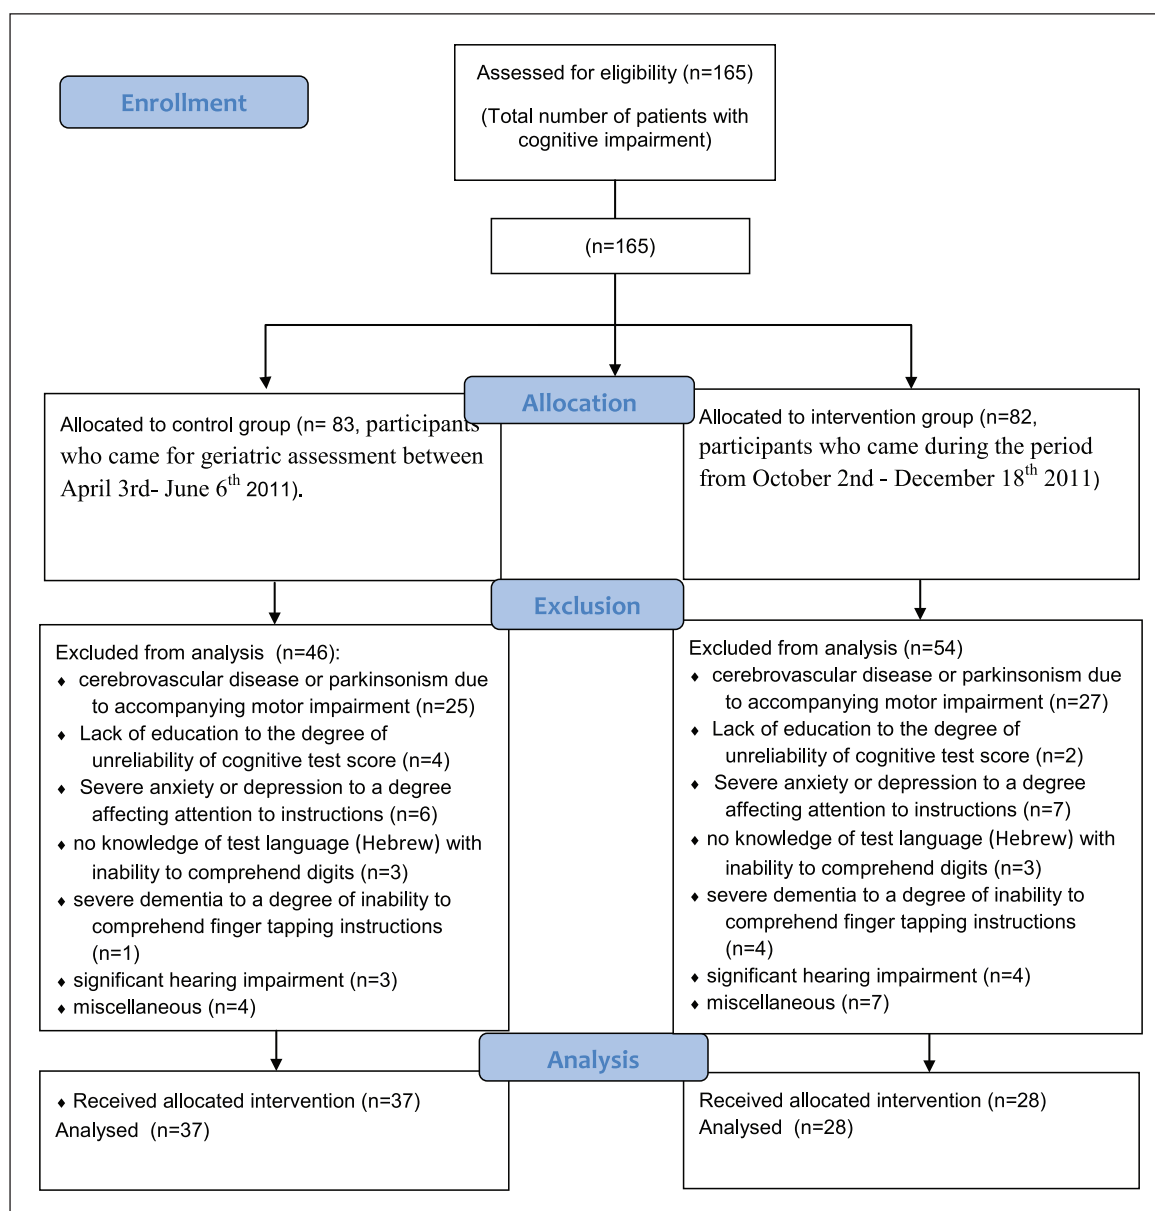 Assessed for eligibility (n=165)
(Total number of patients with
cognitive impairment)
Enrollment
(n=165)
Allocation
Allocated to control group (n= 83, participants
who came for geriatric assessment between
April 3rd- June 6th 2011).
Allocated to intervention group (n=82,
participants who came during the period
from October 2nd - December 18th 2011)
Exclusion
Excluded from analysis (n=46):
♦ cerebrovascular disease or parkinsonism due
to accompanying motor impairment (n=25)
♦ Lack of education to the degree of
unreliability of cognitive test score (n=4)
♦ Severe anxiety or depression to a degree
affecting attention to instructions (n=6)
♦ no knowledge of test language (Hebrew) with
inability to comprehend digits (n=3)
♦ severe dementia to a degree of inability to
comprehend finger tapping instructions
(n=1)
♦ significant hearing impairment (n=3)
♦ miscellaneous (n=4)
Excluded from analysis (n=54)
♦ cerebrovascular disease or parkinsonism due
to accompanying motor impairment (n=27)
♦ Lack of education to the degree of
unreliability of cognitive test score (n=2)
♦ Severe anxiety or depression to a degree
affecting attention to instructions (n=7)
♦ no knowledge of test language (Hebrew) with
inability to comprehend digits (n=3)
♦ severe dementia to a degree of inability to
comprehend finger tapping instructions
(n=4)
♦ significant hearing impairment (n=4)
♦ miscellaneous (n=7)
Analysis
♦ Received allocated intervention (n=37)
Analysed (n=37)
Received allocated intervention (n=28)
Analysed (n=28)